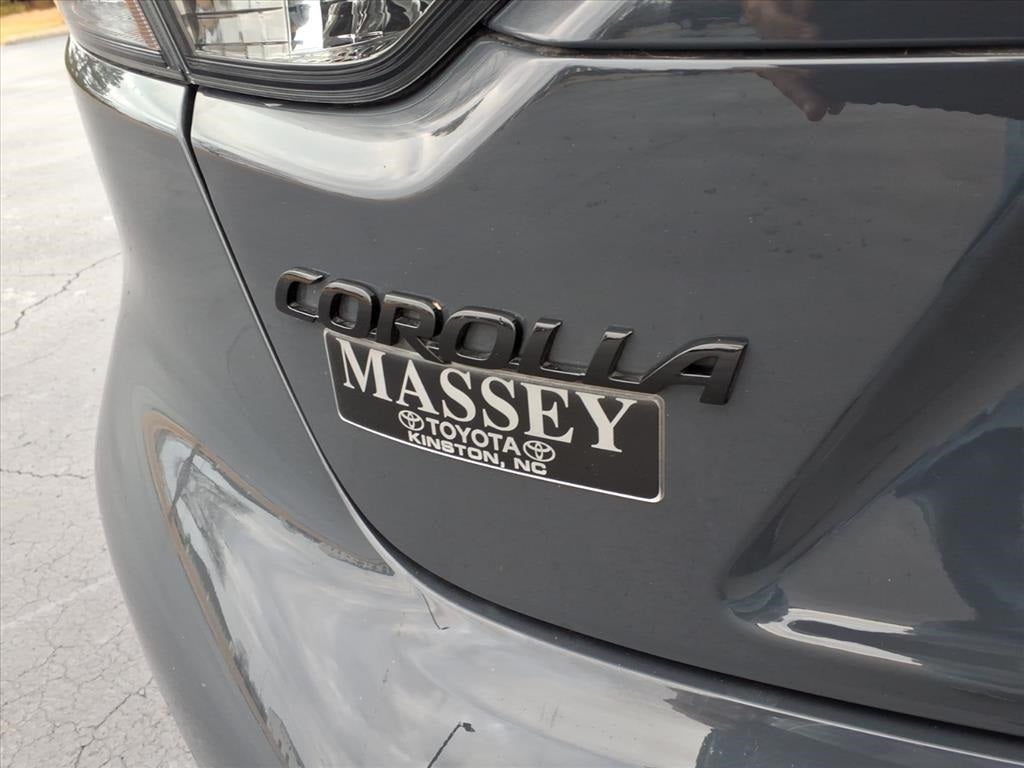 COROLLA
MASSEY
TOYOTA
KINSTON, NC